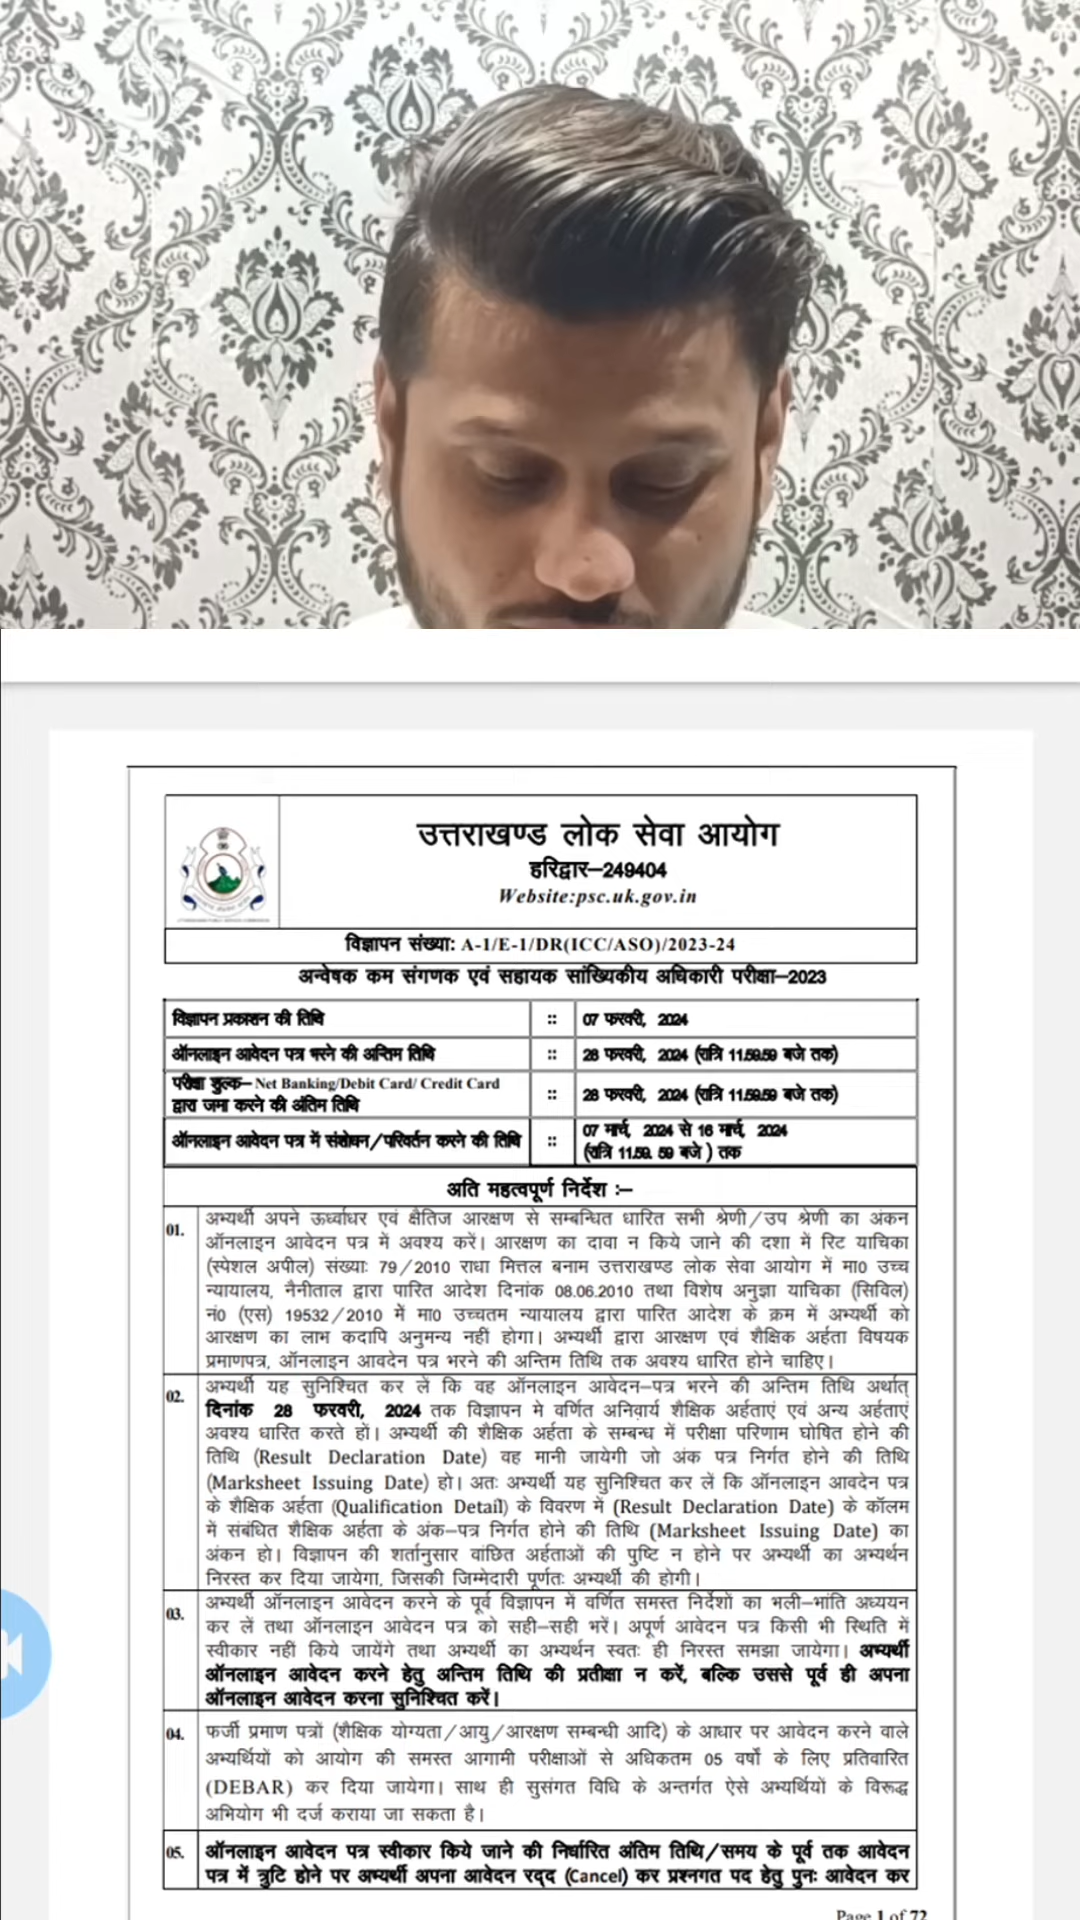 उत्तराखण्ड लोक सेवा आयोग
हरिद्वार–249404
Website:psc.uk.gov.in
विज्ञापन संख्या: A-1/E-1/DR(ICC/ASO)/2023-24
अन्वेषक कम संगणक एवं सहायक सांख्यिकीय अधिकारी परीक्षा–2023
विज्ञापन प्रकाशन की तिथि :: 07 फरवरी, 2024
ऑनलाइन आवेदन पत्र भरने की अन्तिम तिथि :: 28 फरवरी, 2024 (रात्रि 11.59.59 बजे तक)
परीक्षा शुल्क– Net Banking/Debit Card/ Credit Card
द्वारा जमा करने की अंतिम तिथि :: 28 फरवरी, 2024 (रात्रि 11.59.59 बजे तक)
ऑनलाइन आवेदन पत्र में संशोधन/परिवर्तन करने की तिथि :: 07 मार्च, 2024 से 16 मार्च, 2024
(रात्रि 11.59. 59 बजे ) तक
अति महत्वपूर्ण निर्देश :–
01. अभ्यर्थी अपने ऊर्ध्वाधर एवं क्षैतिज आरक्षण से सम्बन्धित धारित सभी श्रेणी/उप श्रेणी का अंकन
ऑनलाइन आवेदन पत्र में अवश्य करें। आरक्षण का दावा न किये जाने की दशा में रिट याचिका
(स्पेशल अपील) संख्याः 79/2010 राधा मित्तल बनाम उत्तराखण्ड लोक सेवा आयोग में मा0 उच्च
न्यायालय, नैनीताल द्वारा पारित आदेश दिनांक 08.06.2010 तथा विशेष अनुज्ञा याचिका (सिविल)
नं0 (एस) 19532/2010 में मा0 उच्चतम न्यायालय द्वारा पारित आदेश के क्रम में अभ्यर्थी को
आरक्षण का लाभ कदापि अनुमन्य नहीं होगा। अभ्यर्थी द्वारा आरक्षण एवं शैक्षिक अर्हता विषयक
प्रमाणपत्र, ऑनलाइन आवदेन पत्र भरने की अन्तिम तिथि तक अवश्य धारित होने चाहिए।
02. अभ्यर्थी यह सुनिश्चित कर लें कि वह ऑनलाइन आवेदन–पत्र भरने की अन्तिम तिथि अर्थात्
दिनांक 28 फरवरी, 2024 तक विज्ञापन मे वर्णित अनिवार्य शैक्षिक अर्हताएं एवं अन्य अर्हताएं
अवश्य धारित करते हों। अभ्यर्थी की शैक्षिक अर्हता के सम्बन्ध में परीक्षा परिणाम घोषित होने की
तिथि (Result Declaration Date) वह मानी जायेगी जो अंक पत्र निर्गत होने की तिथि
(Marksheet Issuing Date) हो। अतः अभ्यर्थी यह सुनिश्चित कर लें कि ऑनलाइन आवदेन पत्र
के शैक्षिक अर्हता (Qualification Detail) के विवरण में (Result Declaration Date) के कॉलम
में संबंधित शैक्षिक अर्हता के अंक–पत्र निर्गत होने की तिथि (Marksheet Issuing Date) का
अंकन हो। विज्ञापन की शर्तानुसार वांछित अर्हताओं की पुष्टि न होने पर अभ्यर्थी का अभ्यर्थन
निरस्त कर दिया जायेगा, जिसकी जिम्मेदारी पूर्णतः अभ्यर्थी की होगी।
03. अभ्यर्थी ऑनलाइन आवेदन करने के पूर्व विज्ञापन में वर्णित समस्त निर्देशों का भली–भांति अध्ययन
कर लें तथा ऑनलाइन आवेदन पत्र को सही–सही भरें। अपूर्ण आवेदन पत्र किसी भी स्थिति में
स्वीकार नहीं किये जायेंगे तथा अभ्यर्थी का अभ्यर्थन स्वतः ही निरस्त समझा जायेगा। अभ्यर्थी
ऑनलाइन आवेदन करने हेतु अन्तिम तिथि की प्रतीक्षा न करें, बल्कि उससे पूर्व ही अपना
ऑनलाइन आवेदन करना सुनिश्चित करें।
04. फर्जी प्रमाण पत्रों (शैक्षिक योग्यता/आयु/आरक्षण सम्बन्धी आदि) के आधार पर आवेदन करने वाले
अभ्यर्थियों को आयोग की समस्त आगामी परीक्षाओं से अधिकतम 05 वर्षो के लिए प्रतिवारित
(DEBAR) कर दिया जायेगा। साथ ही सुसंगत विधि के अन्तर्गत ऐसे अभ्यर्थियों के विरूद्ध
अभियोग भी दर्ज कराया जा सकता है।
05. ऑनलाइन आवेदन पत्र स्वीकार किये जाने की निर्धारित अंतिम तिथि/समय के पूर्व तक आवेदन
पत्र में त्रुटि होने पर अभ्यर्थी अपना आवेदन रद्द (Cancel) कर प्रश्नगत पद हेतु पुनः आवेदन कर
Page 1 of 72